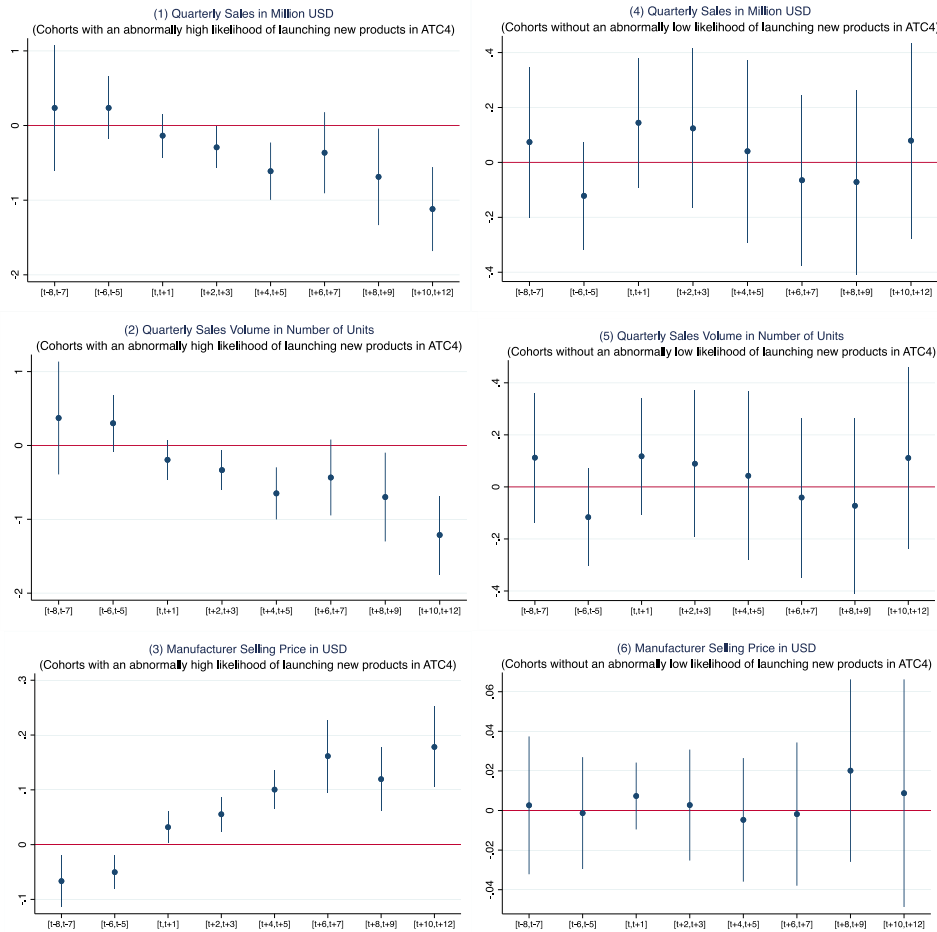 (1) Quarterly Sales in Million USD
(Cohorts with an abnormally high likelihood of launching new products in ATC4)
1
0
-1
-2
[t-8,t-7] [t-6,t-5] [t,t+1] [t+2,t+3] [t+4,t+5] [t+6,t+7] [t+8,t+9] [t+10,t+12]
(4) Quarterly Sales in Million USD
(Cohorts without an abnormally low likelihood of launching new products in ATC4)
.4
.2
0
-.2
-.4
[t-8,t-7] [t-6,t-5] [t,t+1] [t+2,t+3] [t+4,t+5] [t+6,t+7] [t+8,t+9] [t+10,t+12]
(2) Quarterly Sales Volume in Number of Units
(Cohorts with an abnormally high likelihood of launching new products in ATC4)
1
0
-1
-2
[t-8,t-7] [t-6,t-5] [t,t+1] [t+2,t+3] [t+4,t+5] [t+6,t+7] [t+8,t+9] [t+10,t+12]
(5) Quarterly Sales Volume in Number of Units
(Cohorts without an abnormally low likelihood of launching new products in ATC4)
.4
.2
0
-.2
-.4
[t-8,t-7] [t-6,t-5] [t,t+1] [t+2,t+3] [t+4,t+5] [t+6,t+7] [t+8,t+9] [t+10,t+12]
(3) Manufacturer Selling Price in USD
(Cohorts with an abnormally high likelihood of launching new products in ATC4)
.3
.2
.1
0
-.1
[t-8,t-7] [t-6,t-5] [t,t+1] [t+2,t+3] [t+4,t+5] [t+6,t+7] [t+8,t+9] [t+10,t+12]
(6) Manufacturer Selling Price in USD
(Cohorts without an abnormally low likelihood of launching new products in ATC4)
.06
.04
.02
0
-.02
-.04
[t-8,t-7] [t-6,t-5] [t,t+1] [t+2,t+3] [t+4,t+5] [t+6,t+7] [t+8,t+9] [t+10,t+12]